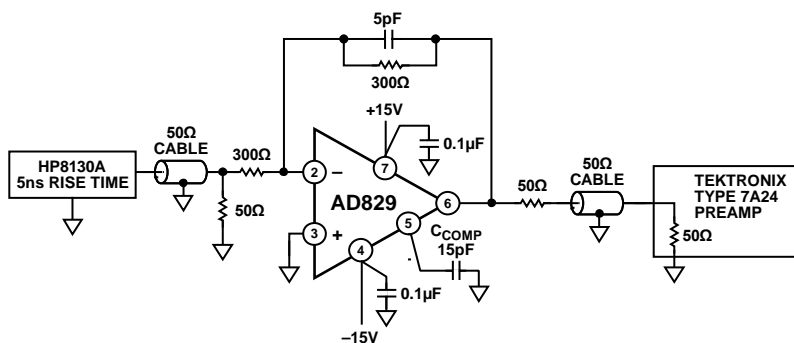 5pF
300Ω
+15V
0.1µF
50Ω
CABLE
HP8130A
5ns RISE TIME
300Ω
50Ω
2
–
7
AD829
3
+
4
5
6
CCOMP
15pF
0.1µF
–15V
50Ω
50Ω
CABLE
TEKTRONIX
TYPE 7A24
PREAMP
50Ω